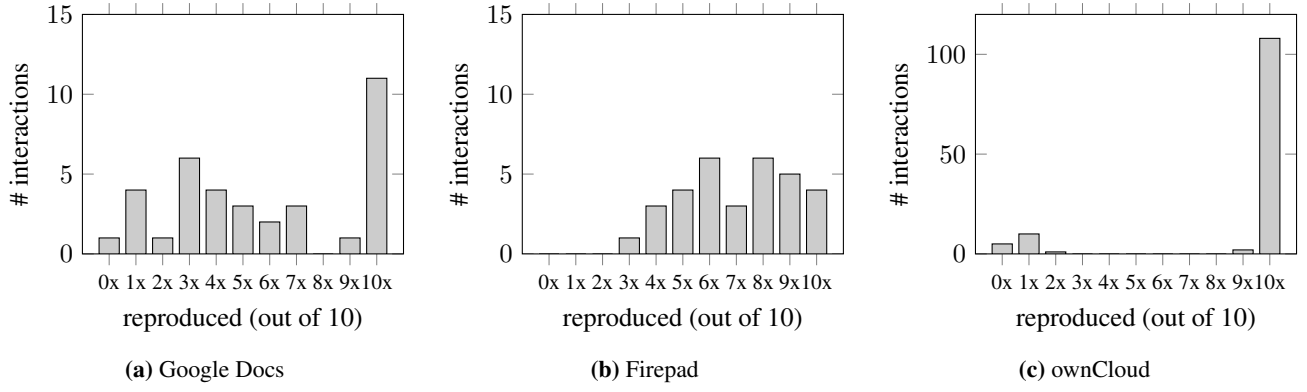 # interactions
15
10
5
0
0x 1x 2x 3x 4x 5x 6x 7x 8x 9x10x
reproduced (out of 10)
(a) Google Docs
# interactions
15
10
5
0
0x 1x 2x 3x 4x 5x 6x 7x 8x 9x 10x
reproduced (out of 10)
(b) Firepad
# interactions
100
50
0
0x 1x 2x 3x 4x 5x 6x 7x 8x 9x10x
reproduced (out of 10)
(c) ownCloud